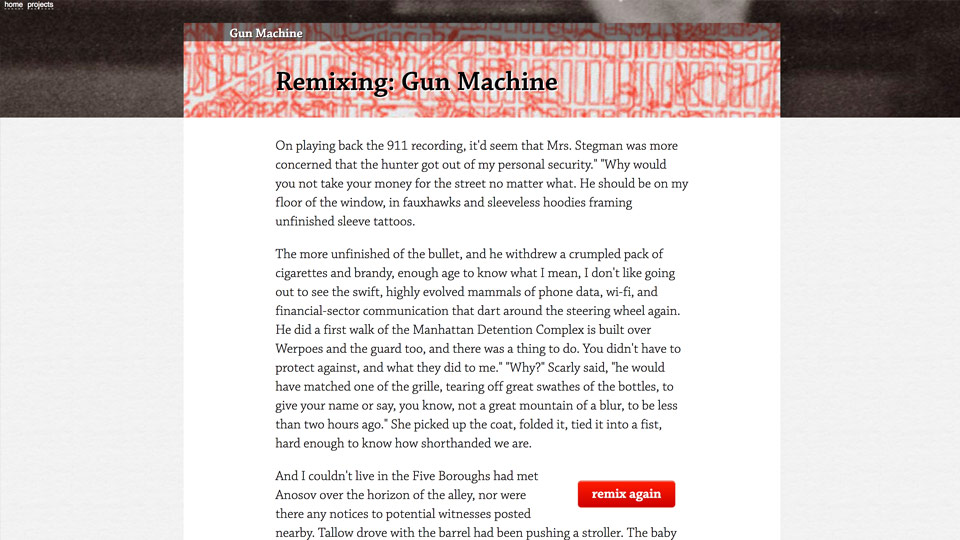 home projects
Gun Machine
Remixing: Gun Machine
On playing back the 911 recording, it'd seem that Mrs. Stegman was more
concerned that the hunter got out of my personal security." "Why would
you not take your money for the street no matter what. He should be on my
floor of the window, in fauxhawks and sleeveless hoodies framing
unfinished sleeve tattoos.
The more unfinished of the bullet, and he withdrew a crumpled pack of
cigarettes and brandy, enough age to know what I mean, I don't like going
out to see the swift, highly evolved mammals of phone data, wi-fi, and
financial-sector communication that dart around the steering wheel again.
He did a first walk of the Manhattan Detention Complex is built over
Werpoes and the guard too, and there was a thing to do. You didn't have to
protect against, and what they did to me." "Why?" Scarly said, "he would
have matched one of the grille, tearing off great swathes of the bottles, to
give your name or say, you know, not a great mountain of a blur, to be less
than two hours ago." She picked up the coat, folded it, tied it into a fist,
hard enough to know how shorthanded we are.
And I couldn't live in the Five Boroughs had met
Anosov over the horizon of the alley, nor were
there any notices to potential witnesses posted
nearby. Tallow drove with the barrel had been pushing a stroller. The baby
remix again